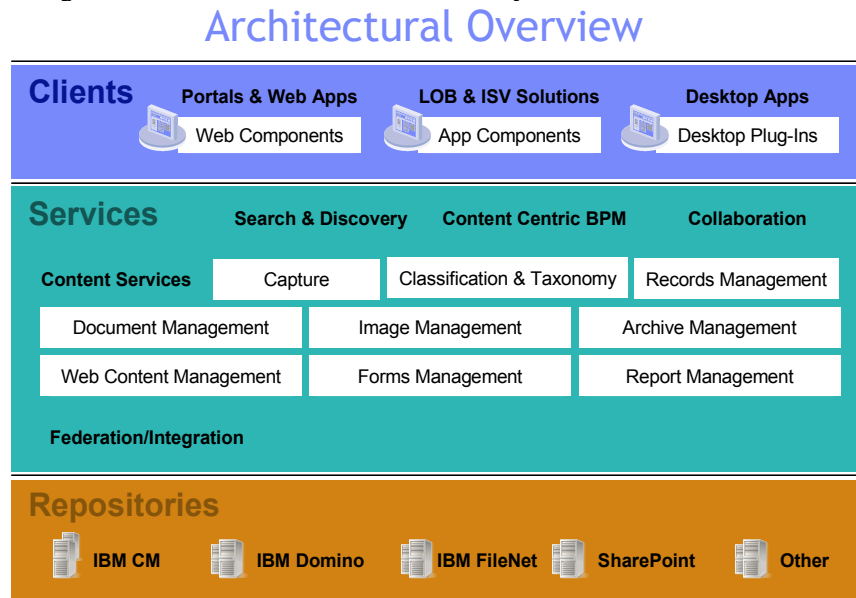 Architectural Overview
Clients
Portals & Web Apps
LOB & ISV Solutions
Desktop Apps
Web Components
App Components
Desktop Plug-Ins
Services
Search & Discovery
Content Centric BPM
Collaboration
Content Services
Capture
Classification & Taxonomy
Records Management
Document Management
Image Management
Archive Management
Web Content Management
Forms Management
Report Management
Federation/Integration
Repositories
IBM CM
IBM Domino
IBM FileNet
SharePoint
Other